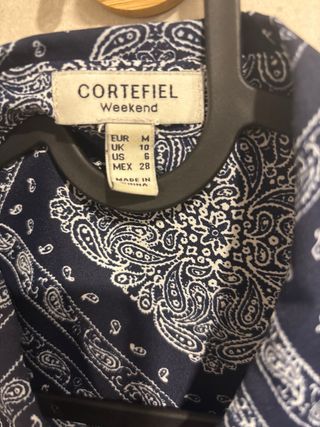 CORTEFIEL
Weekend
EUR M
UK 10
US 6
MEX 28
MADE IN
CHINA